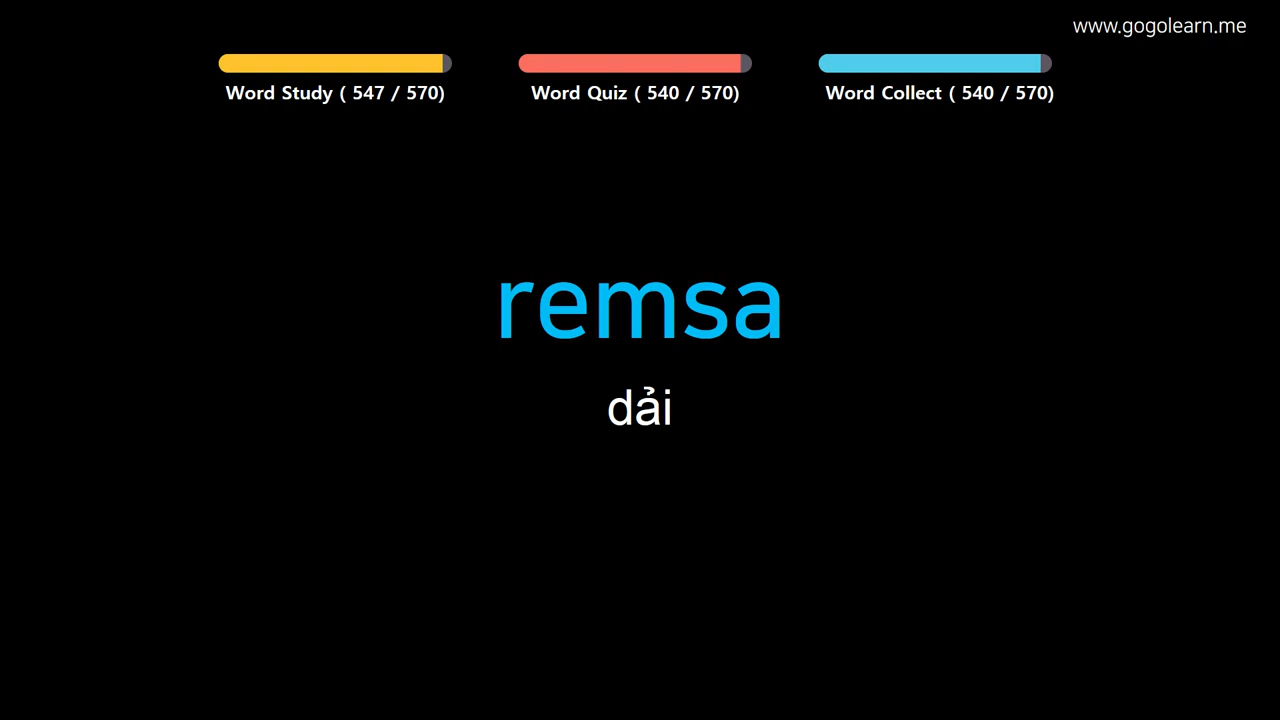 www.gogolearn.me
Word Study ( 547 / 570)
Word Quiz ( 540 / 570)
Word Collect ( 540 / 570)
remsa
dải